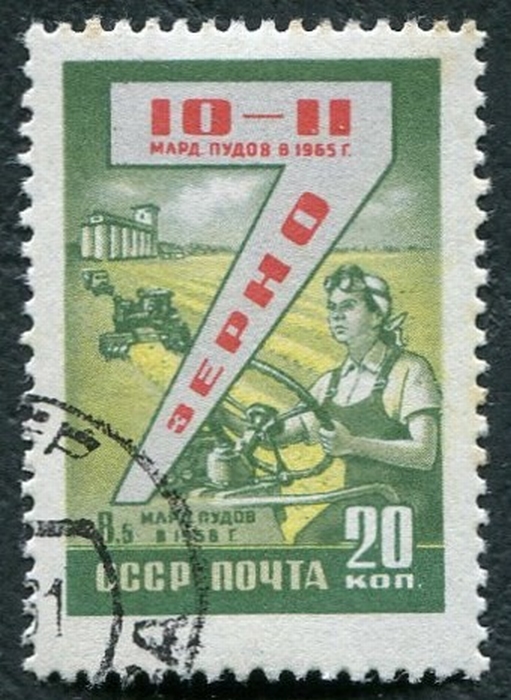 10—11
МЛРД. ПУДОВ В 1965 Г.
ЗЕРНО
8,5 МЛРД. ПУДОВ
В 1958 Г.
20
КОП.
СССР ПОЧТА